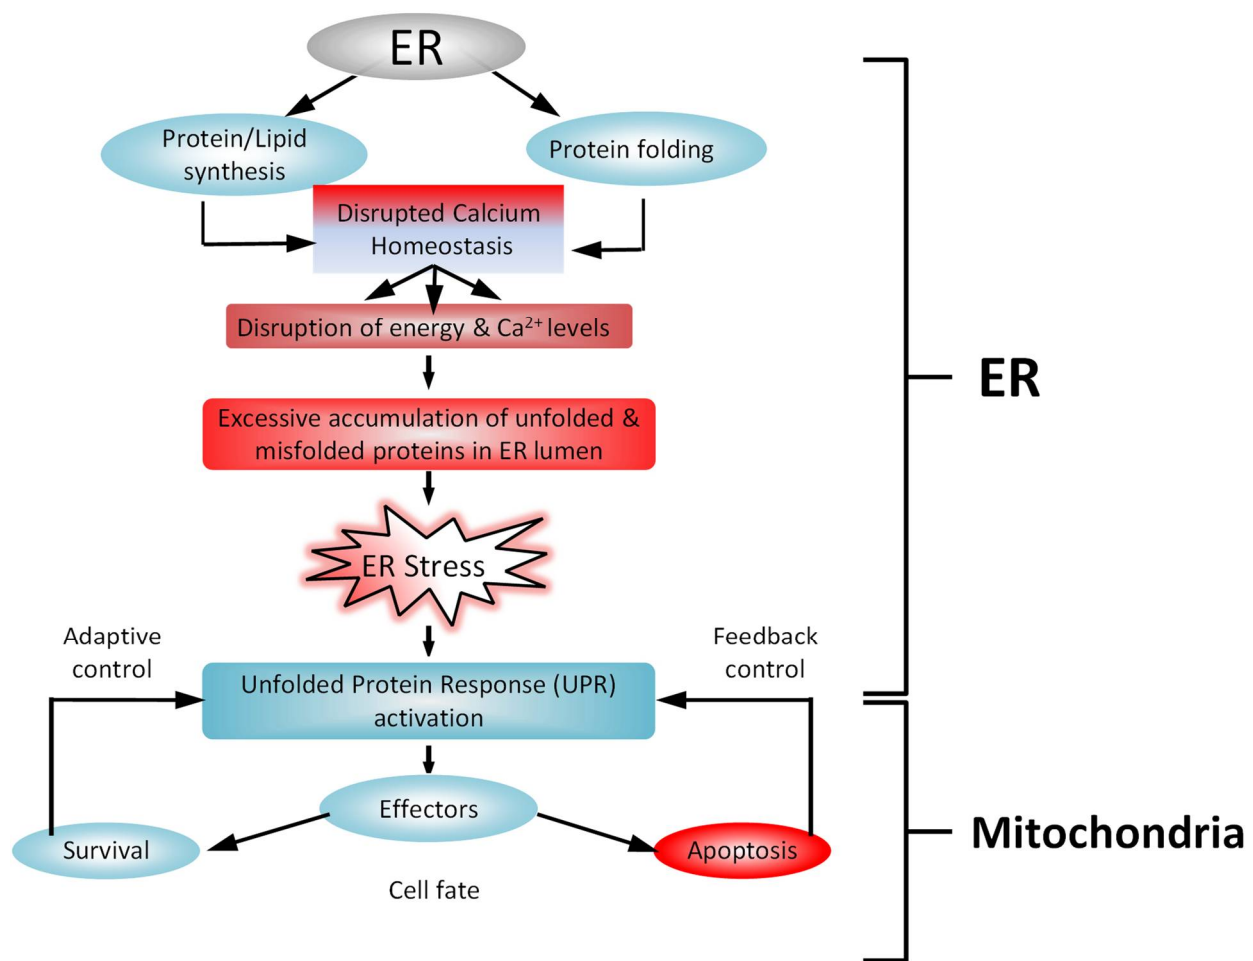 ER
Protein/Lipid
synthesis
Protein folding
Disrupted Calcium
Homeostasis
Disruption of energy & Ca²⁺ levels
ER
Excessive accumulation of unfolded &
misfolded proteins in ER lumen
ER Stress
Adaptive
control
Feedback
control
Unfolded Protein Response (UPR)
activation
Effectors
Mitochondria
Survival
Apoptosis
Cell fate